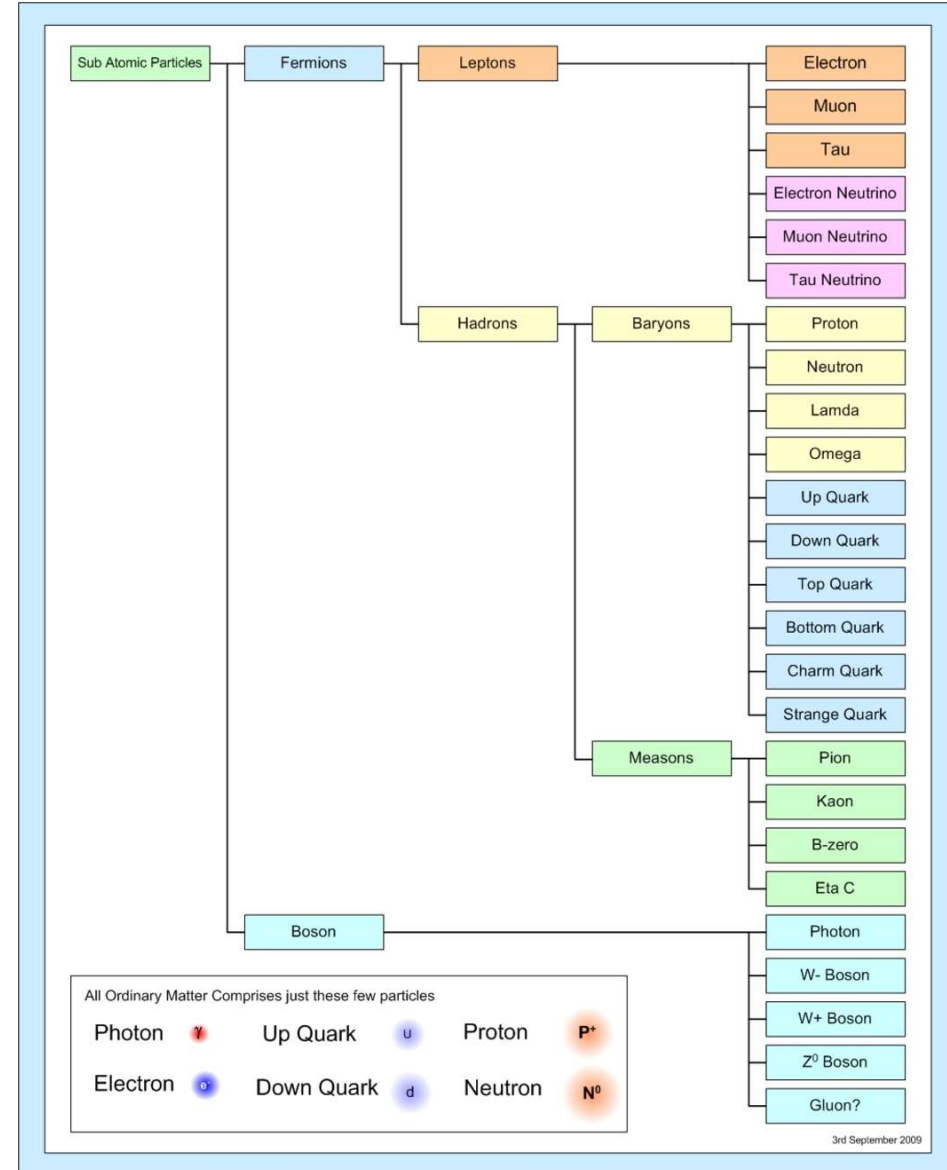 Sub Atomic Particles
Fermions
Leptons
Electron
Muon
Tau
Electron Neutrino
Muon Neutrino
Tau Neutrino
Hadrons
Baryons
Proton
Neutron
Lamda
Omega
Up Quark
Down Quark
Top Quark
Bottom Quark
Charm Quark
Strange Quark
Measons
Pion
Kaon
B-zero
Eta C
Boson
Photon
W- Boson
W+ Boson
Z⁰ Boson
Gluon?
All Ordinary Matter Comprises just these few particles
Photon γ Up Quark u Proton P⁺
Electron e⁻ Down Quark d Neutron N⁰
3rd September 2009